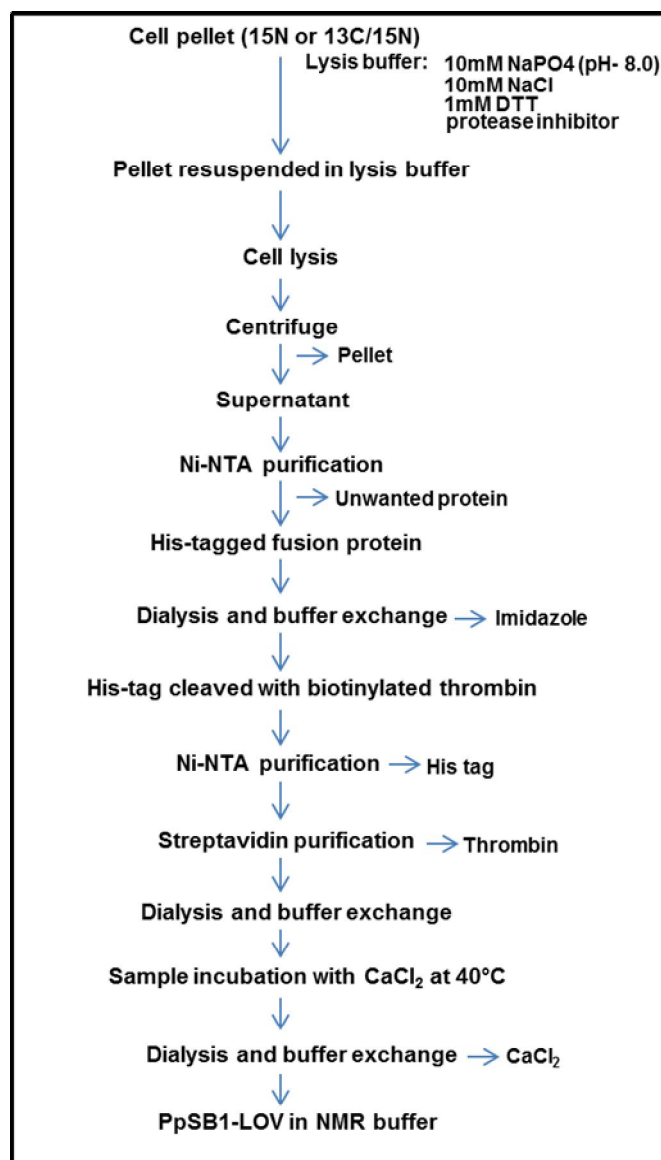 Cell pellet (15N or 13C/15N)
Lysis buffer: 10mM NaPO4 (pH- 8.0)
10mM NaCl
1mM DTT
protease inhibitor
Pellet resuspended in lysis buffer
Cell lysis
Centrifuge
Pellet
Supernatant
Ni-NTA purification
Unwanted protein
His-tagged fusion protein
Dialysis and buffer exchange
Imidazole
His-tag cleaved with biotinylated thrombin
Ni-NTA purification
His tag
Streptavidin purification
Thrombin
Dialysis and buffer exchange
Sample incubation with CaCl₂ at 40°C
Dialysis and buffer exchange
CaCl₂
PpSB1-LOV in NMR buffer